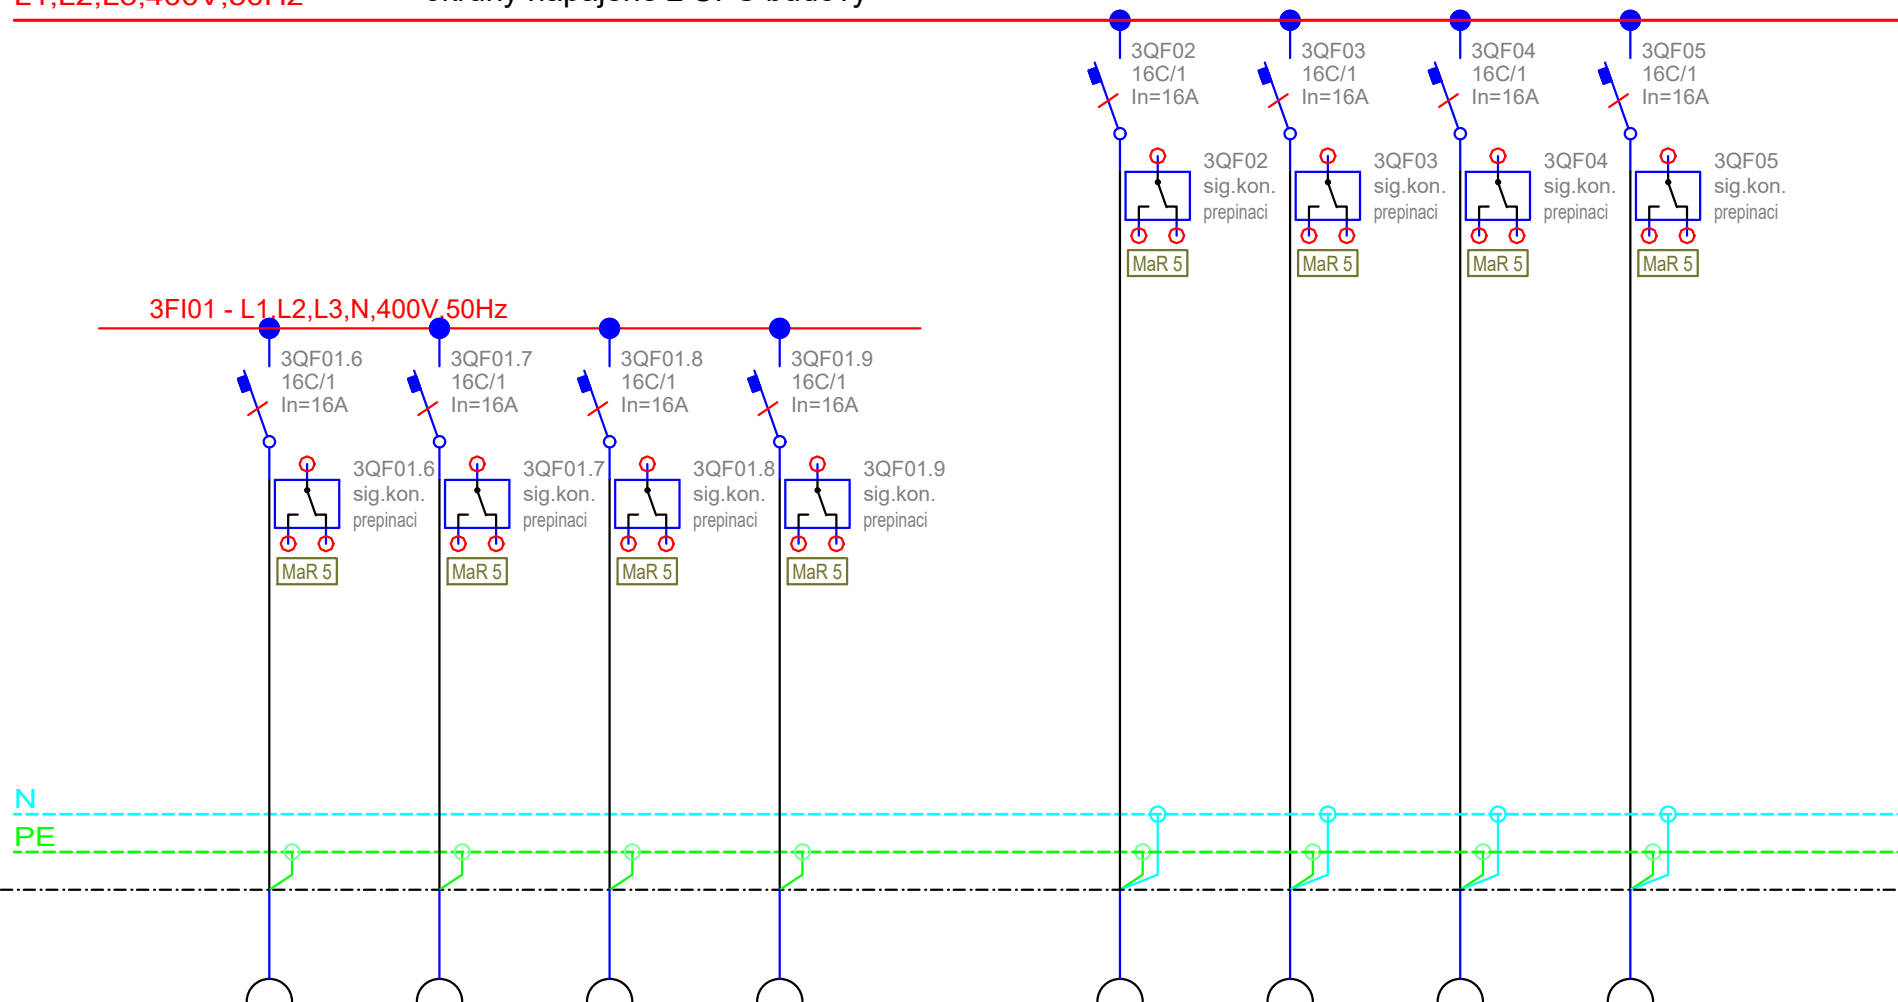 3QF02
16C/1
In=16A
3QF03
16C/1
In=16A
3QF04
16C/1
In=16A
3QF05
16C/1
In=16A
3QF02
sig.kon.
prepinaci
MaR 5
3QF03
sig.kon.
prepinaci
MaR 5
3QF04
sig.kon.
prepinaci
MaR 5
3QF05
sig.kon.
prepinaci
MaR 5
3FI01 - L1,L2,L3,N,400V,50Hz
3QF01.6
16C/1
In=16A
3QF01.7
16C/1
In=16A
3QF01.8
16C/1
In=16A
3QF01.9
16C/1
In=16A
3QF01.6
sig.kon.
prepinaci
MaR 5
3QF01.7
sig.kon.
prepinaci
MaR 5
3QF01.8
sig.kon.
prepinaci
MaR 5
3QF01.9
sig.kon.
prepinaci
MaR 5
N
PE